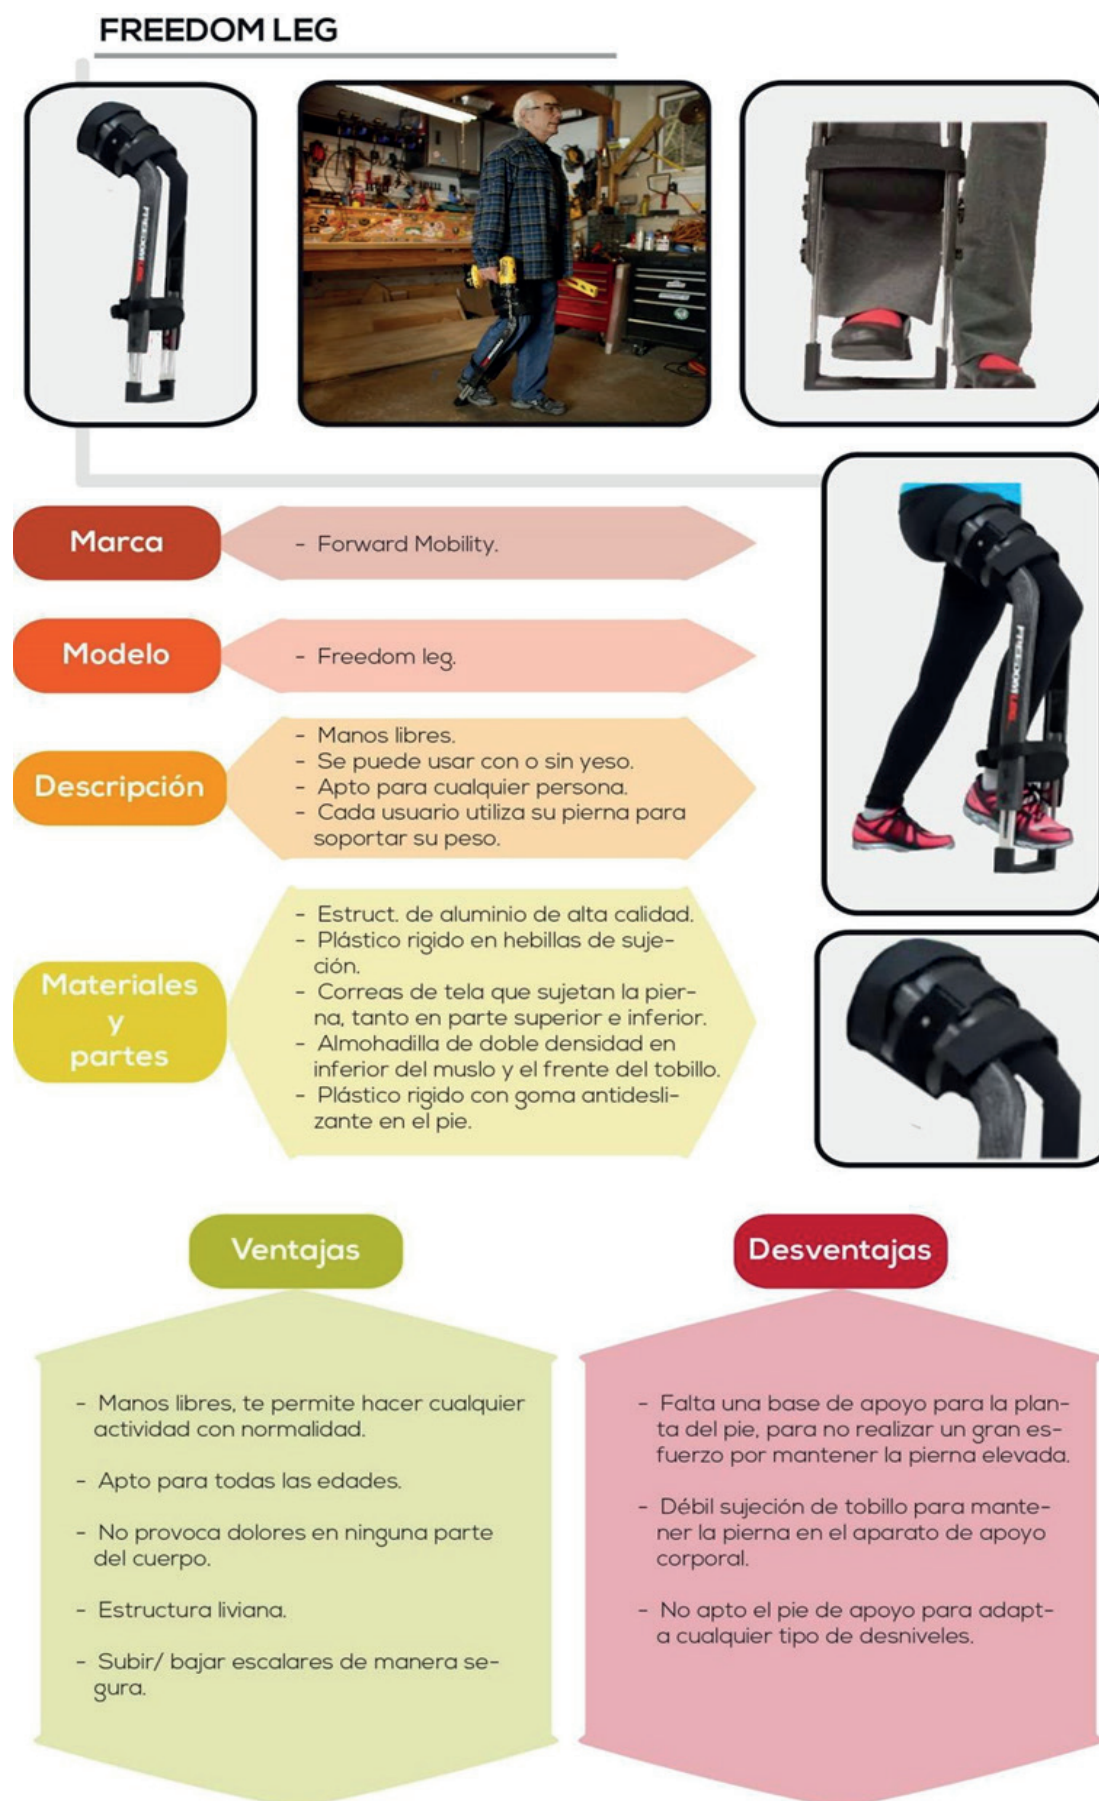 FREEDOM LEG
FREEDOM LEG
Marca
- Forward Mobility.
Modelo
- Freedom leg.
FREEDOM LEG
Descripción
- Manos libres.
- Se puede usar con o sin yeso.
- Apto para cualquier persona.
- Cada usuario utiliza su pierna para
soportar su peso.
Materiales
y
partes
- Estruct. de aluminio de alta calidad.
- Plástico rigido en hebillas de suje-
ción.
- Correas de tela que sujetan la pier-
na, tanto en parte superior e inferior.
- Almohadilla de doble densidad en
inferior del muslo y el frente del tobillo.
- Plástico rigido con goma antidesli-
zante en el pie.
Ventajas
- Manos libres, te permite hacer cualquier
actividad con normalidad.
- Apto para todas las edades.
- No provoca dolores en ninguna parte
del cuerpo.
- Estructura liviana.
- Subir/ bajar escalares de manera se-
gura.
Desventajas
- Falta una base de apoyo para la plan-
ta del pie, para no realizar un gran es-
fuerzo por mantener la pierna elevada.
- Débil sujeción de tobillo para mante-
ner la pierna en el aparato de apoyo
corporal.
- No apto el pie de apoyo para adapt-
a cualquier tipo de desniveles.